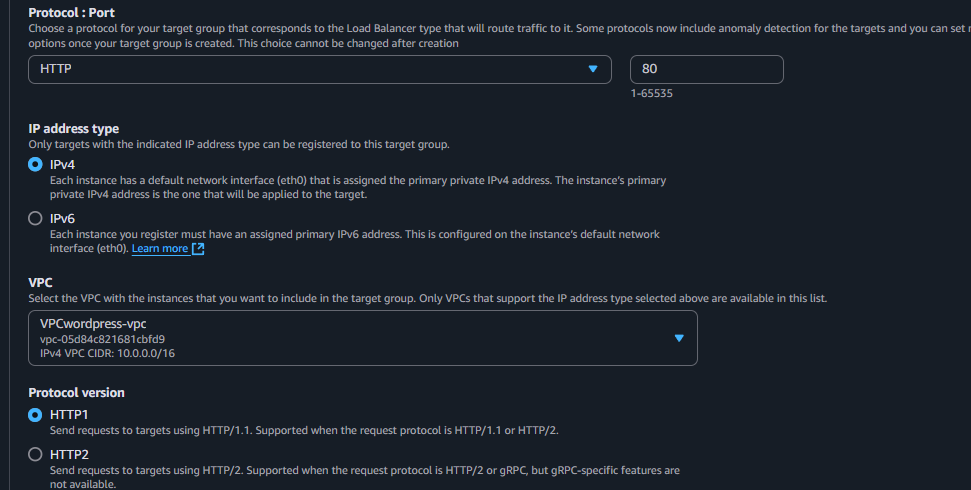 Protocol : Port
Choose a protocol for your target group that corresponds to the Load Balancer type that will route traffic to it. Some protocols now include anomaly detection for the targets and you can set
options once your target group is created. This choice cannot be changed after creation
HTTP
80
1-65535
IP address type
Only targets with the indicated IP address type can be registered to this target group.
IPv4
Each instance has a default network interface (eth0) that is assigned the primary private IPv4 address. The instance's primary
private IPv4 address is the one that will be applied to the target.
IPv6
Each instance you register must have an assigned primary IPv6 address. This is configured on the instance's default network
interface (eth0). Learn more
VPC
Select the VPC with the instances that you want to include in the target group. Only VPCs that support the IP address type selected above are available in this list.
VPCwordpress-vpc
vpc-05d84c821681cbfd9
IPv4 VPC CIDR: 10.0.0.0/16
Protocol version
HTTP1
Send requests to targets using HTTP/1.1. Supported when the request protocol is HTTP/1.1 or HTTP/2.
HTTP2
Send requests to targets using HTTP/2. Supported when the request protocol is HTTP/2 or gRPC, but gRPC-specific features are
not available.